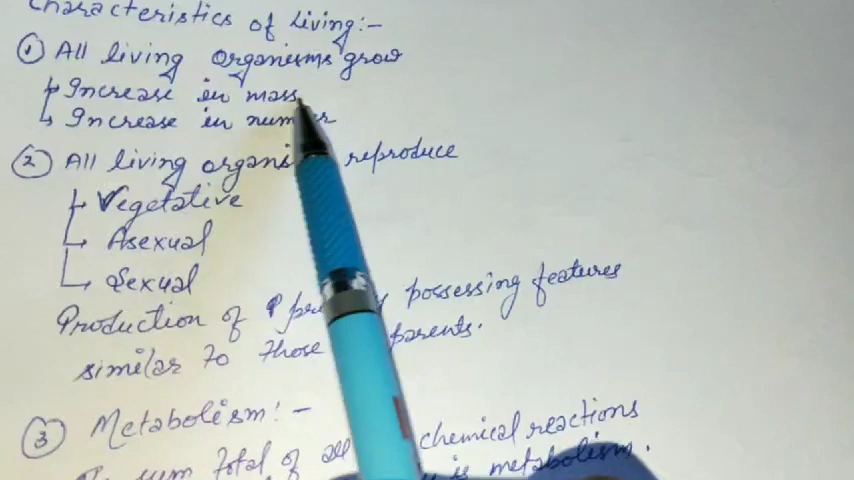 Characteristics of Living:-
① All living organisms grow
Increase in mass
Increase in number
② All living organi reproduce
Vegetative
Asexual
Sexual
Production of possessing features
similar to those parents.
③ Metabolism:-
sum total of all chemical reactions
is metabolism.